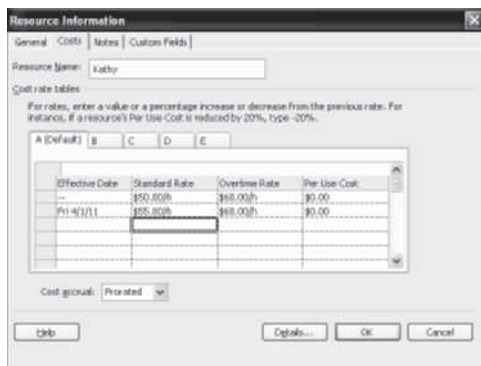 Resource Information
General Costs Notes Custom Fields
Resource Name: Kathy
Cost rate tables
For rates, enter a value or a percentage increase or decrease from the previous rate. For
instance, if a resource's Per Use Cost is reduced by 20%, type -20%.
A (Default) B C D E
Effective Date Standard Rate Overtime Rate Per Use Cost
-- $50.00/h $60.00/h $0.00
Fri 4/1/11 $55.00/h $60.00/h $0.00
Cost accrual: Prorated
Help Details... OK Cancel